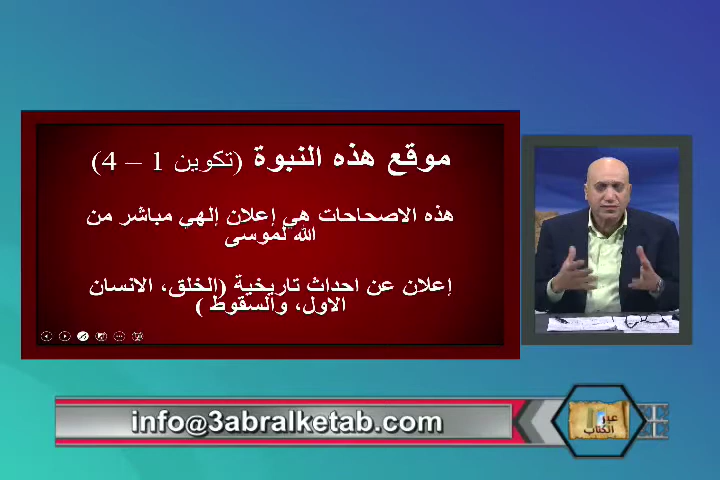 موقع هذه النبوة (تكوين 1 – 4)
هذه الاصحاحات هي إعلان إلهي مباشر من
الله لموسى
إعلان عن احداث تاريخية (الخلق، الانسان
الاول، والسقوط )
info@3abralketab.com
عبر
الكتاب